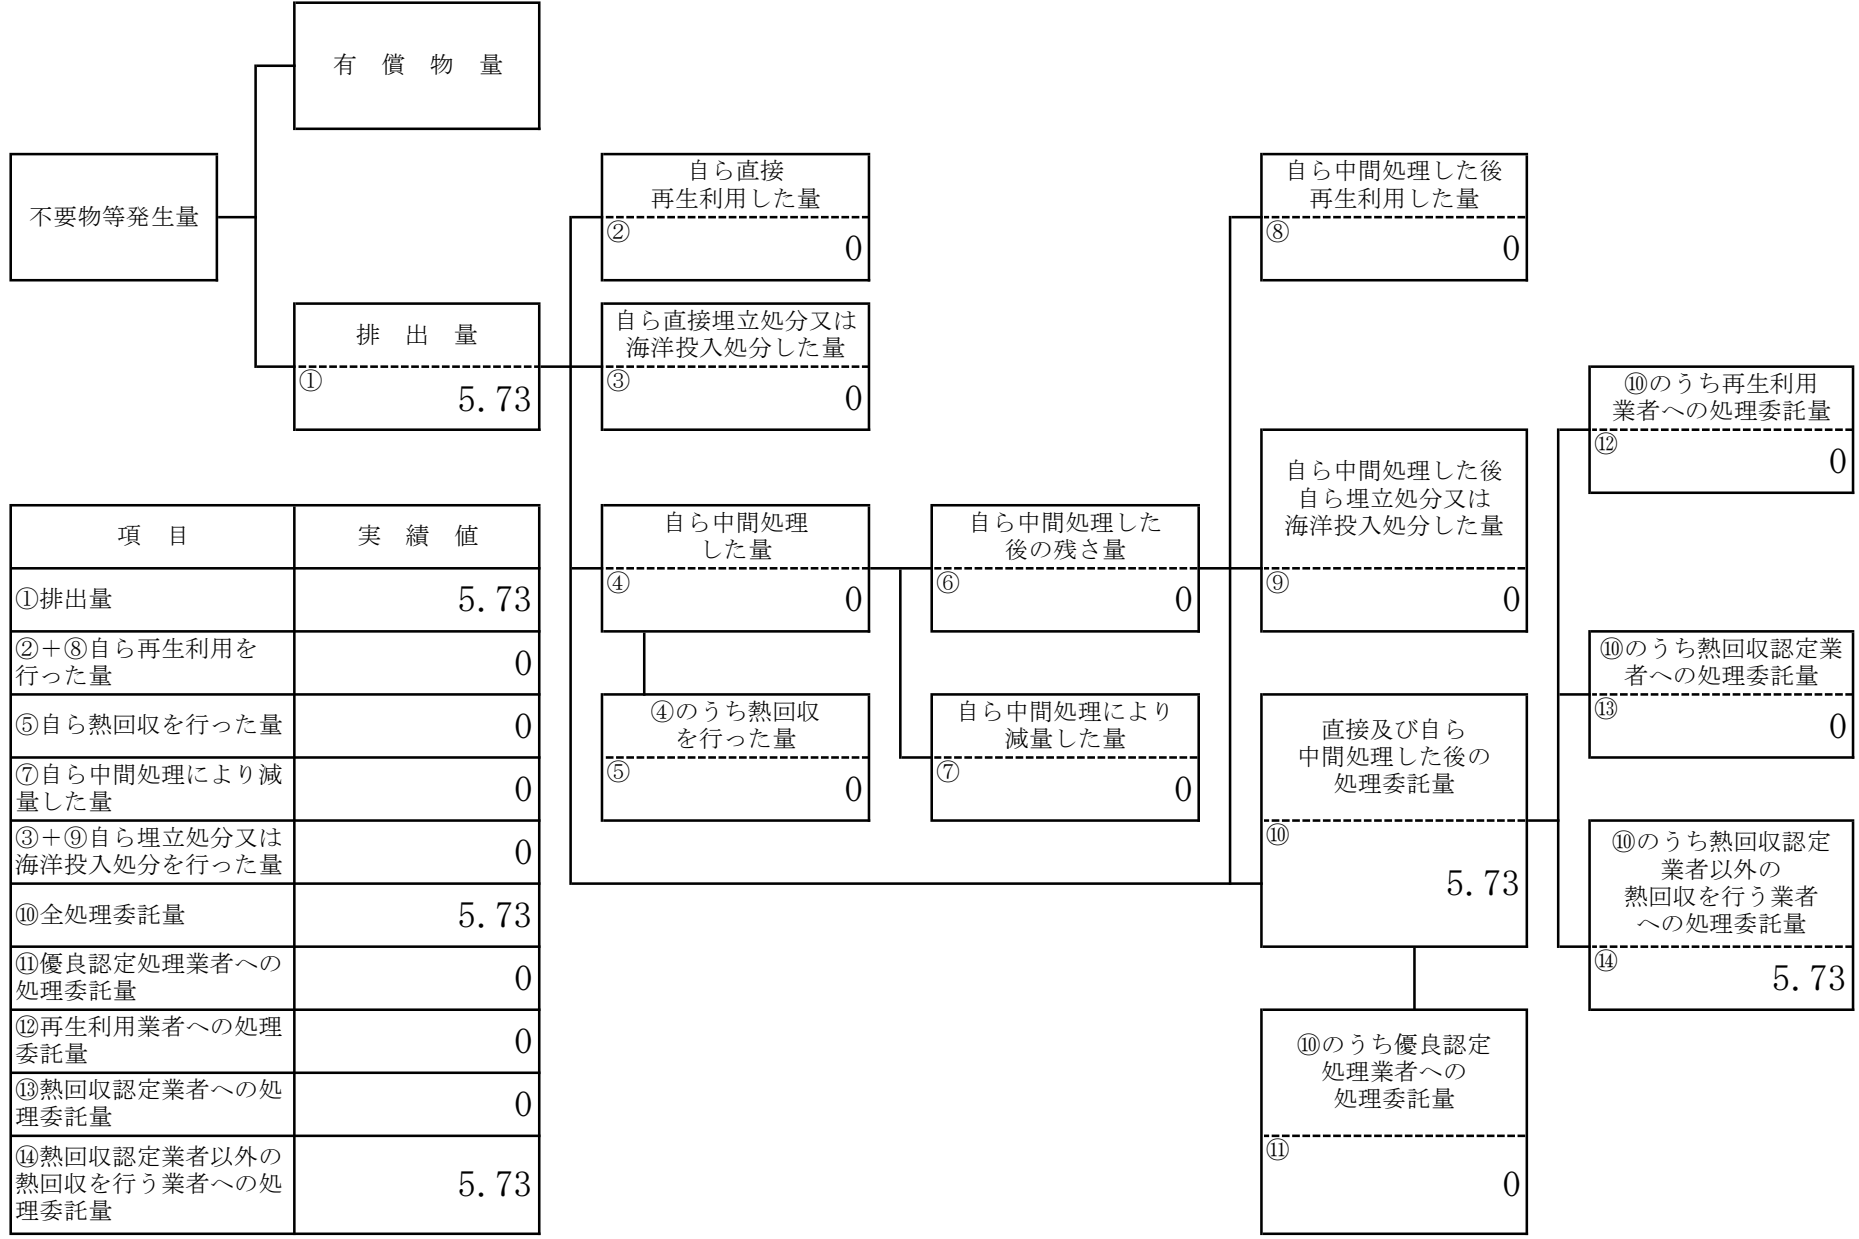 有 償 物 量
不要物等発生量
排 出 量
①
5.73
自ら直接
再生利用した量
②
0
自ら直接埋立処分又は
海洋投入処分した量
③
0
自ら中間処理
した量
④
0
④のうち熱回収
を行った量
⑤
0
自ら中間処理した
後の残さ量
⑥
0
自ら中間処理により
減量した量
⑦
0
自ら中間処理した後
再生利用した量
⑧
0
自ら中間処理した後
自ら埋立処分又は
海洋投入処分した量
⑨
0
直接及び自ら
中間処理した後の
処理委託量
⑩
5.73
⑩のうち優良認定
処理業者への
処理委託量
⑪
0
⑩のうち再生利用
業者への処理委託量
⑫
0
⑩のうち熱回収認定業
者への処理委託量
⑬
0
⑩のうち熱回収認定
業者以外の
熱回収を行う業者
への処理委託量
⑭
5.73
項 目 実 績 値
①排出量 5.73
②+⑧自ら再生利用を
行った量 0
⑤自ら熱回収を行った量 0
⑦自ら中間処理により減
量した量 0
③+⑨自ら埋立処分又は
海洋投入処分を行った量 0
⑩全処理委託量 5.73
⑪優良認定処理業者への
処理委託量 0
⑫再生利用業者への処理
委託量 0
⑬熱回収認定業者への処
理委託量 0
⑭熱回収認定業者以外の
熱回収を行う業者への処
理委託量 5.73